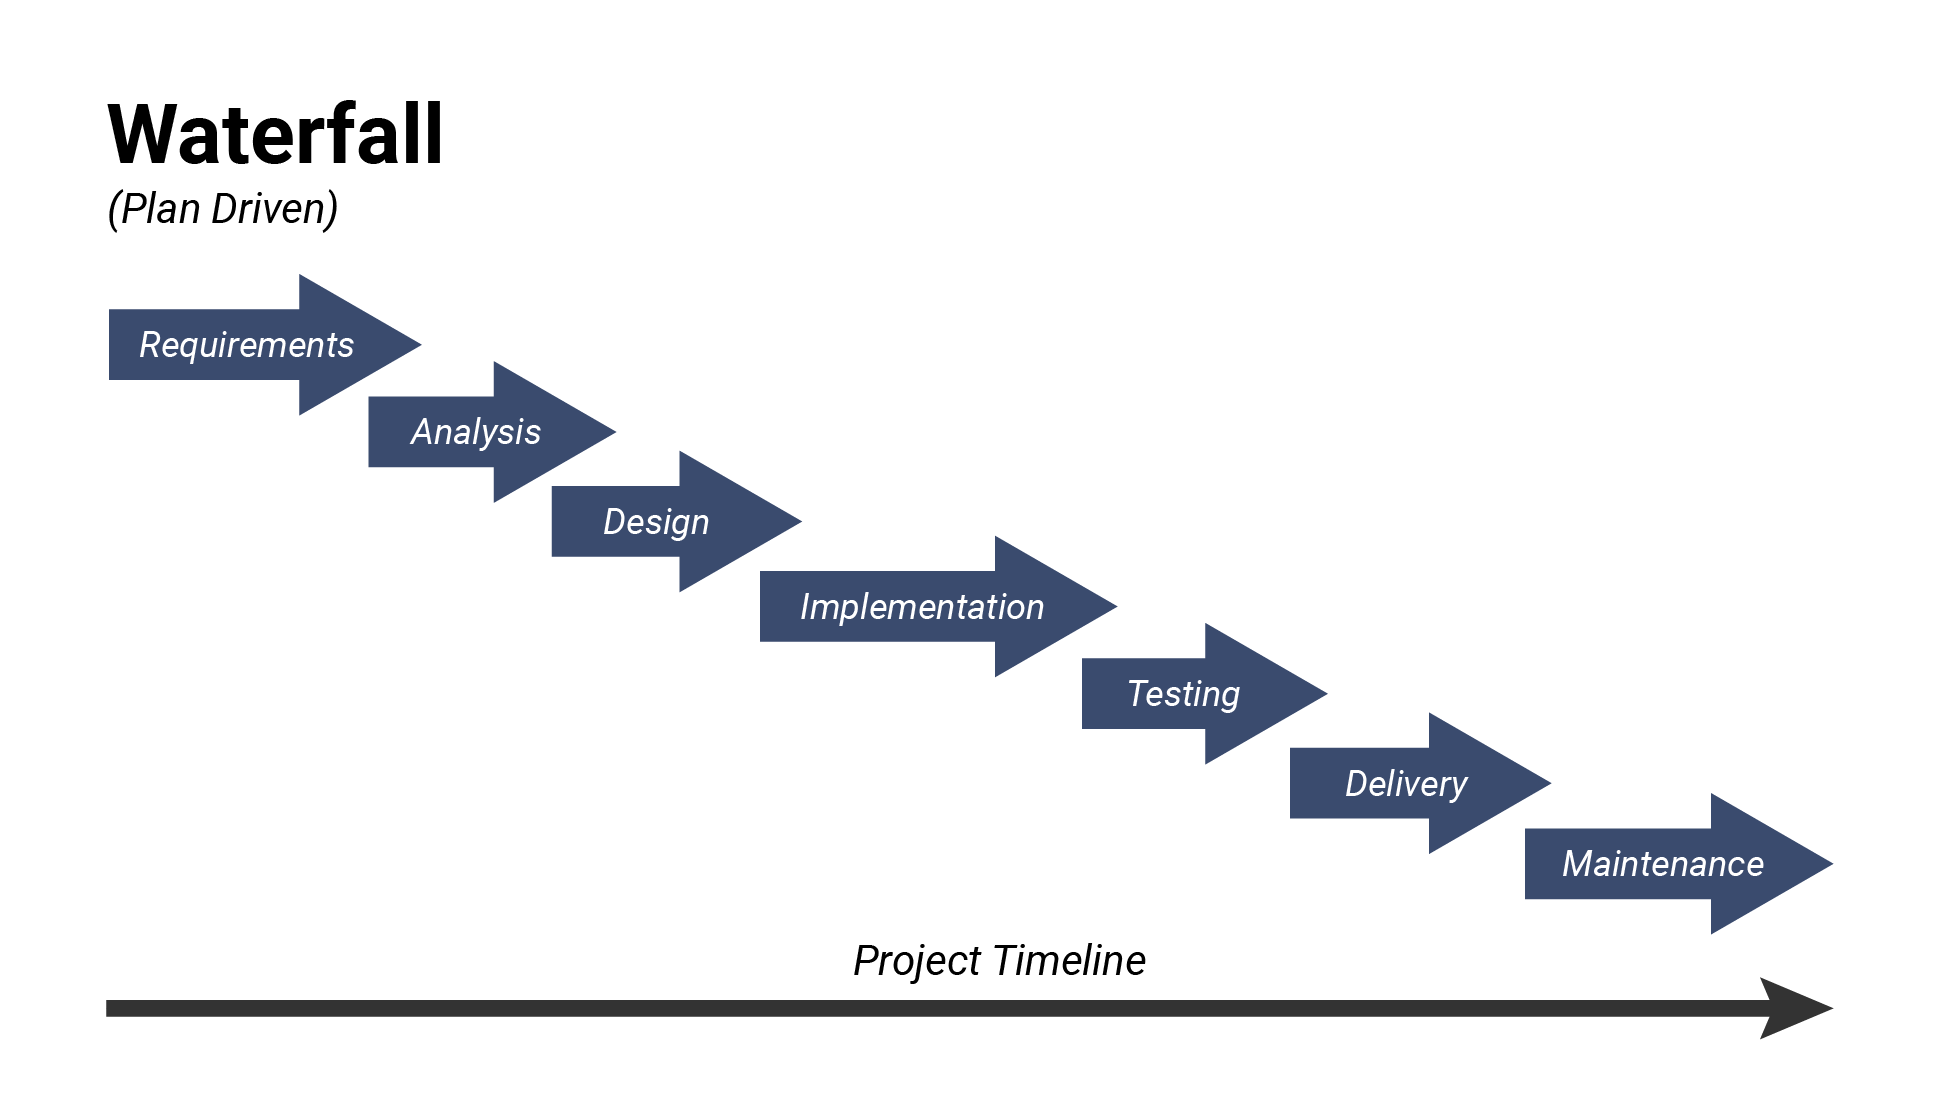 Waterfall
(Plan Driven)
Requirements
Analysis
Design
Implementation
Testing
Delivery
Maintenance
Project Timeline